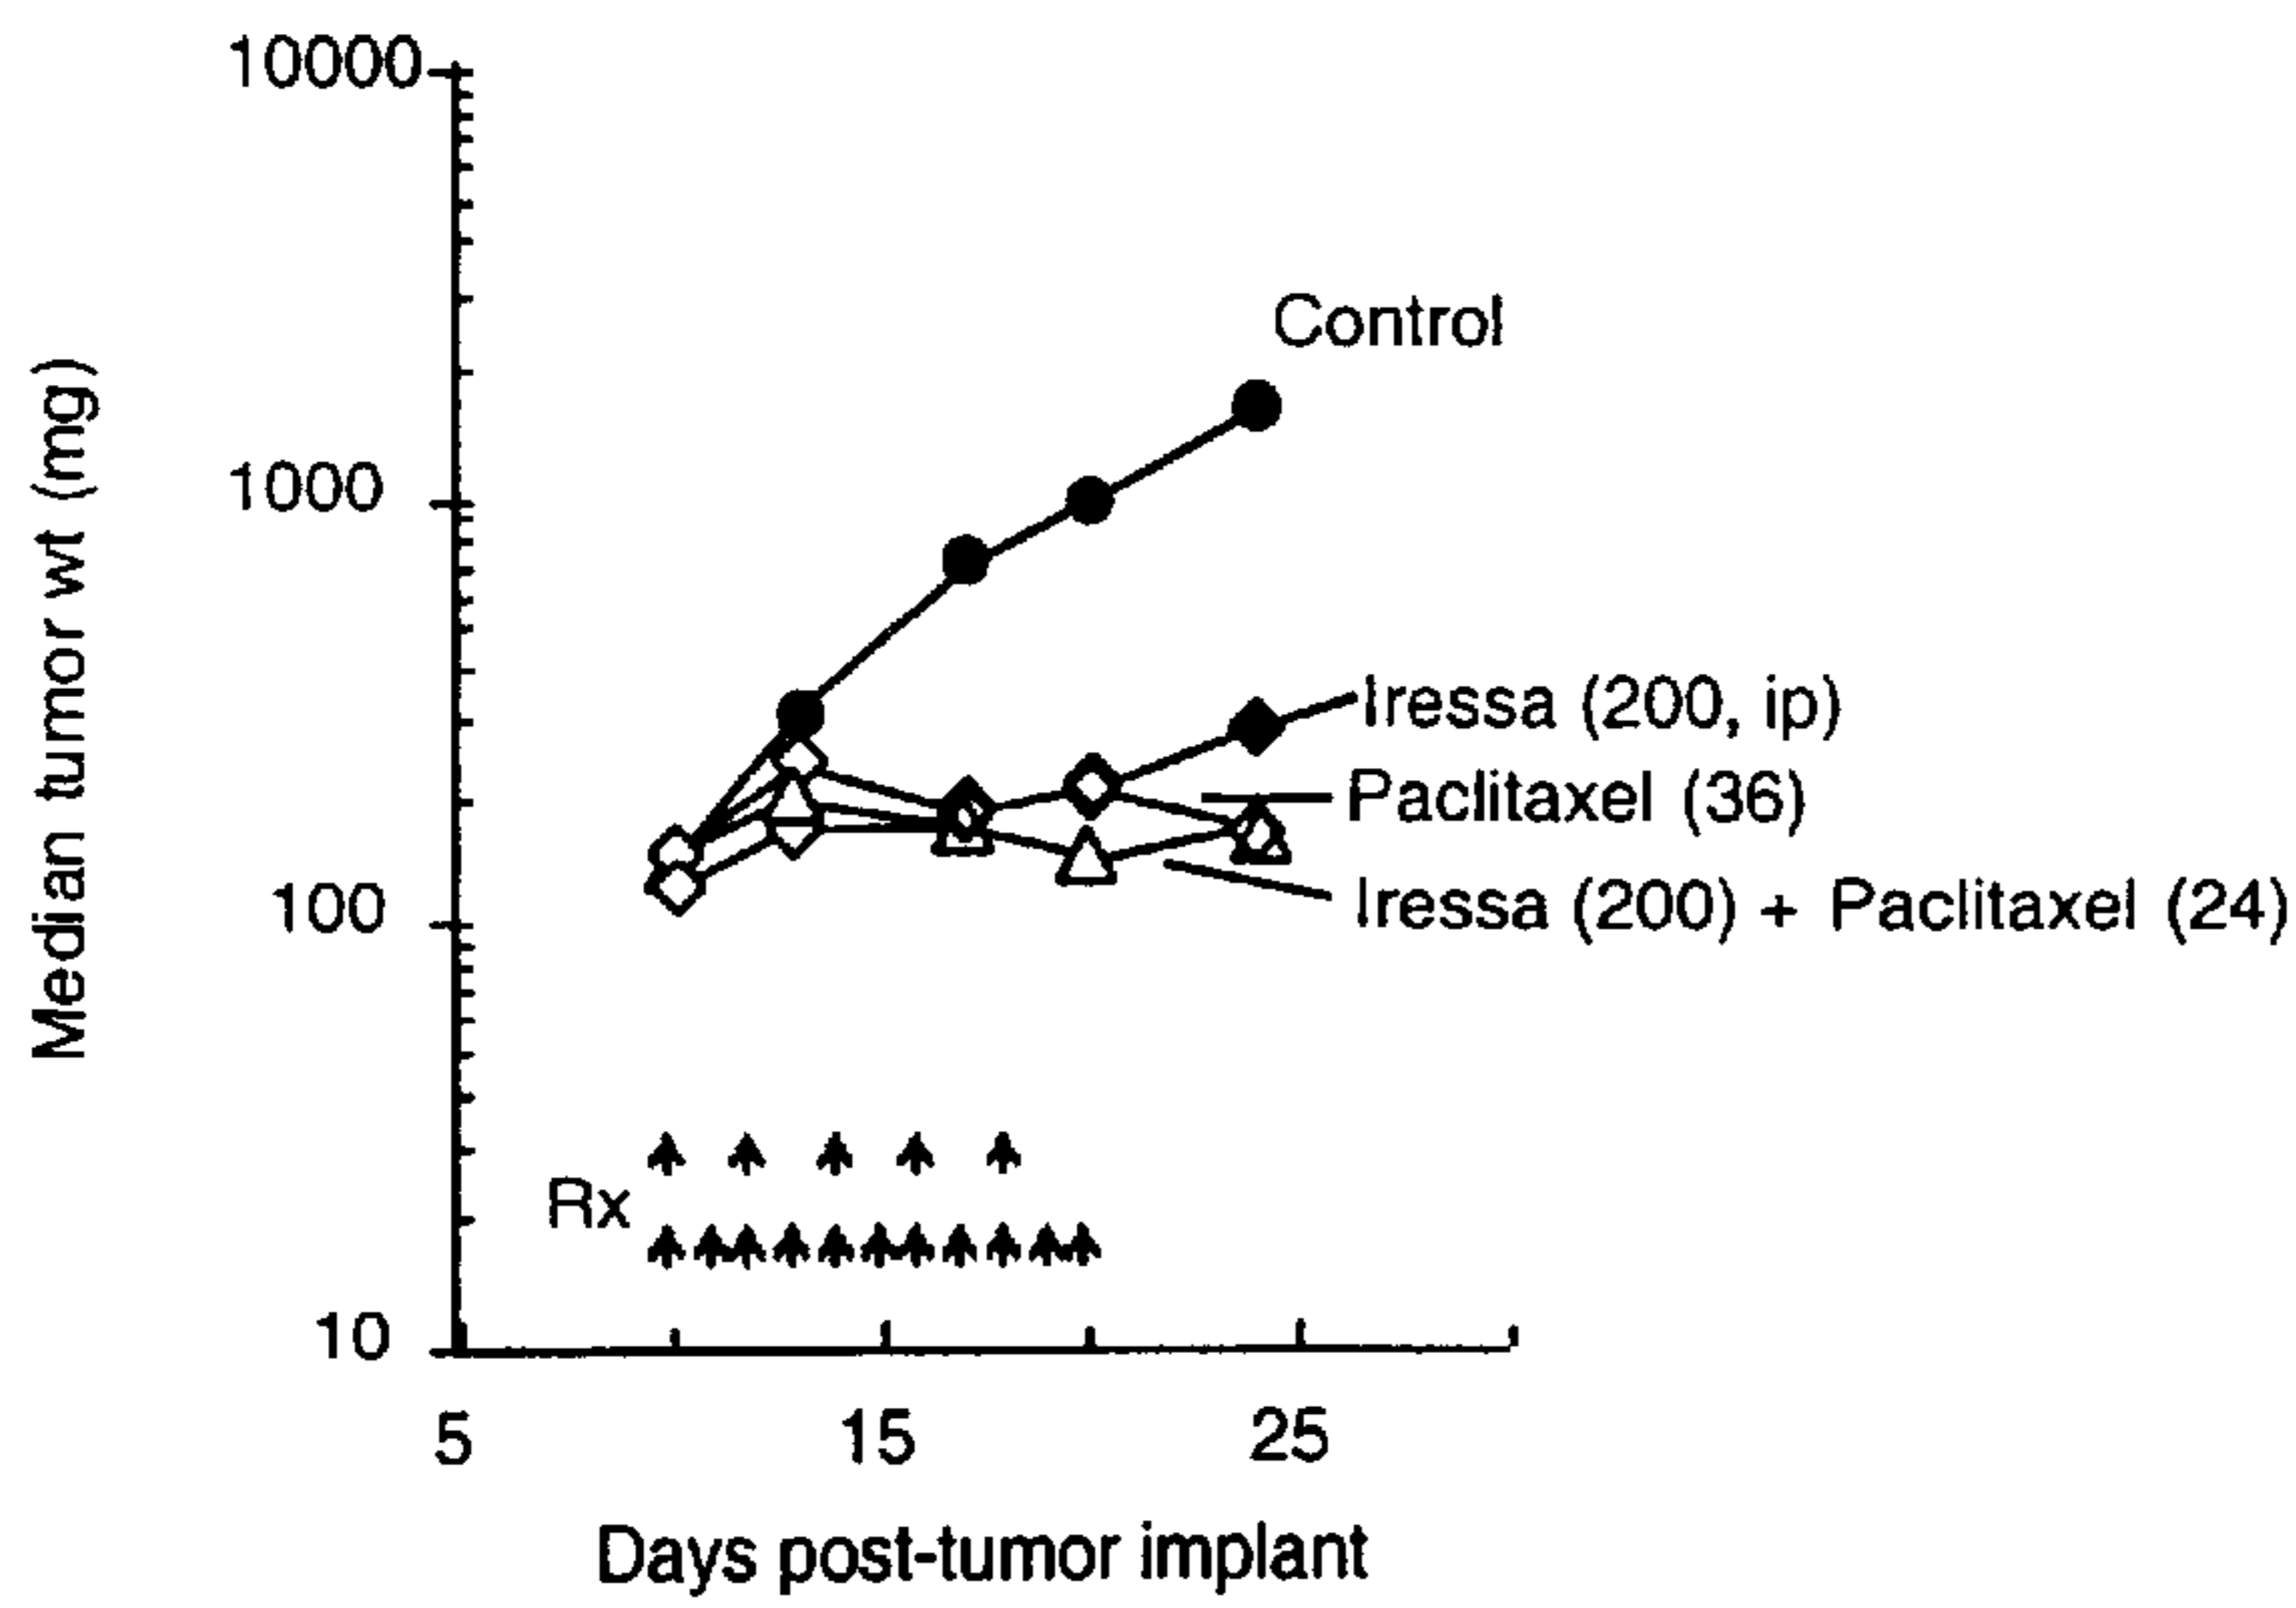 10000
1000
100
10
Median tumor wt (mg)
Control
Iressa (200, ip)
Paclitaxel (36)
Iressa (200) + Paclitaxel (24)
Rx
5 15 25
Days post-tumor implant